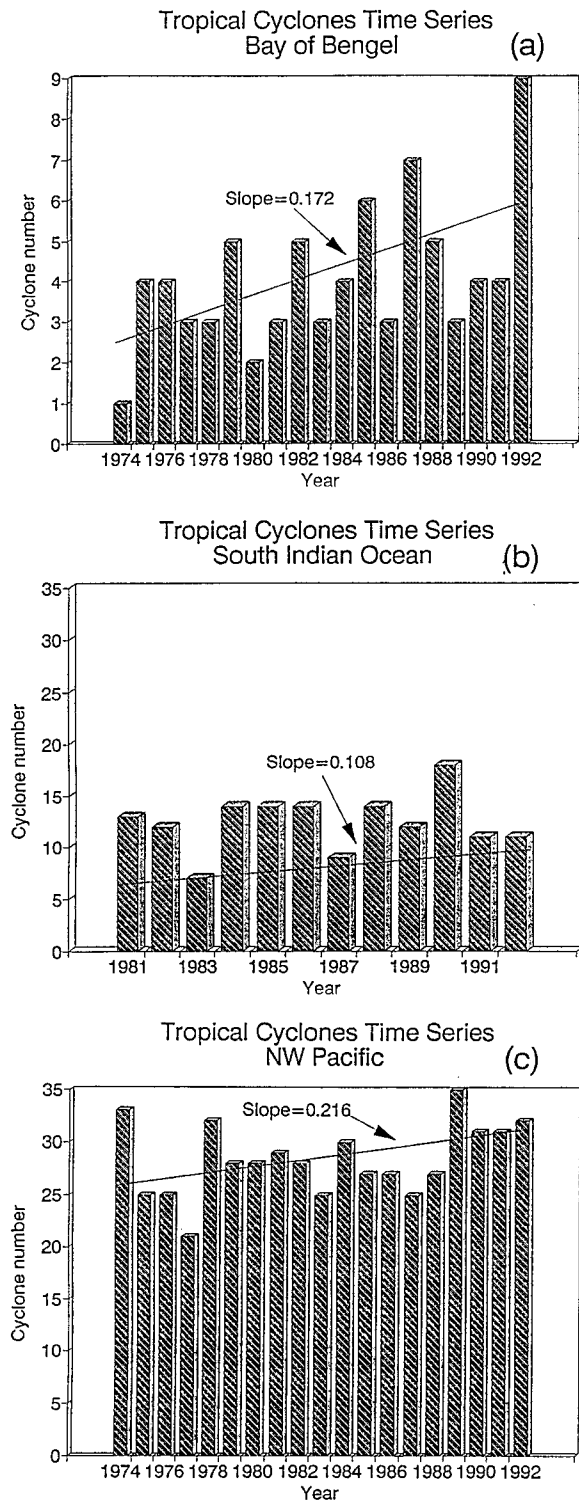 Tropical Cyclones Time Series
Bay of Bengel
(a)
9
8
7
6
5
4
3
2
1
0
Cyclone number
Slope=0.172
1974 1976 1978 1980 1982 1984 1986 1988 1990 1992
Year
Tropical Cyclones Time Series
South Indian Ocean
(b)
35
30
25
20
15
10
5
0
Cyclone number
Slope=0.108
1981 1983 1985 1987 1989 1991
Year
Tropical Cyclones Time Series
NW Pacific
(c)
35
30
25
20
15
10
5
0
Cyclone number
Slope=0.216
1974 1976 1978 1980 1982 1984 1986 1988 1990 1992
Year